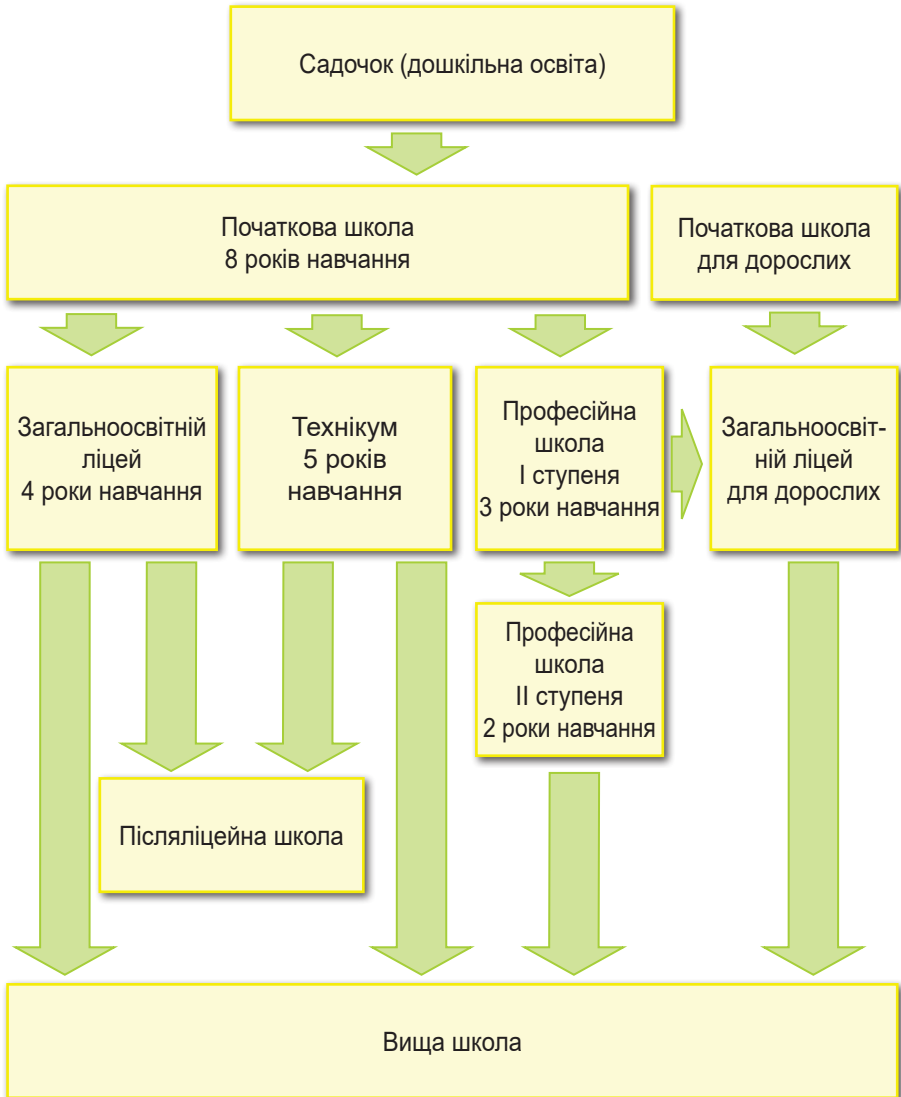 Садочок (дошкільна освіта)
Початкова школа
8 років навчання
Початкова школа
для дорослих
Загальноосвітній
ліцей
4 роки навчання
Технікум
5 років
навчання
Професійна
школа
I ступеня
3 роки навчання
Загальноосвіт-
ній ліцей
для дорослих
Професійна
школа
II ступеня
2 роки навчання
Післяліцейна школа
Вища школа